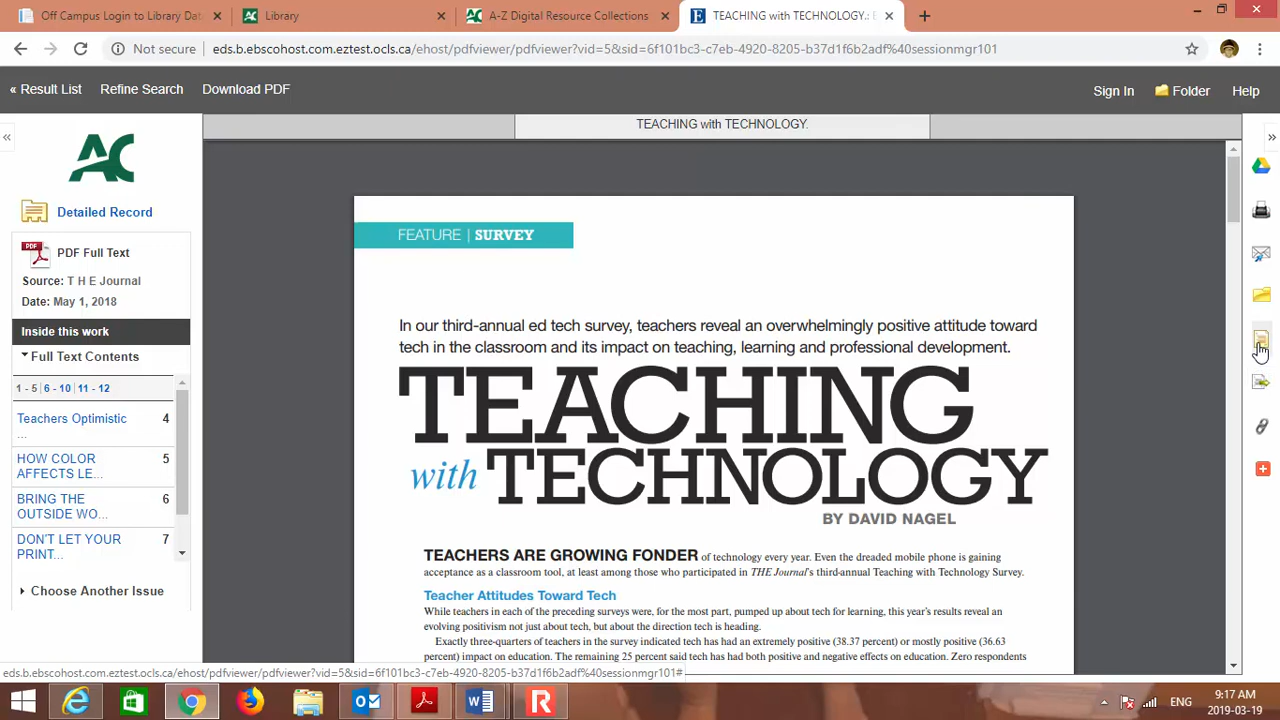 Off Campus Login to Library Dat
Library
A-Z Digital Resource Collections
TEACHING with TECHNOLOGY.: E
Not secure
eds.b.ebscohost.com.eztest.ocls.ca/ehost/pdfviewer/pdfviewer?vid=5&sid=6f101bc3-c7eb-4920-8205-b37d1f6b2adf%40sessionmgr101
« Result List Refine Search Download PDF
Sign In Folder Help
TEACHING with TECHNOLOGY.
AC
Detailed Record
PDF
PDF Full Text
Source: T H E Journal
Date: May 1, 2018
Inside this work
Full Text Contents
1 - 5 | 6 - 10 | 11 - 12
Teachers Optimistic ... 4
HOW COLOR AFFECTS LE... 5
BRING THE OUTSIDE WO... 6
DON'T LET YOUR PRINT... 7
Choose Another Issue
FEATURE | SURVEY
In our third-annual ed tech survey, teachers reveal an overwhelmingly positive attitude toward
tech in the classroom and its impact on teaching, learning and professional development.
TEACHING
with TECHNOLOGY
BY DAVID NAGEL
TEACHERS ARE GROWING FONDER of technology every year. Even the dreaded mobile phone is gaining
acceptance as a classroom tool, at least among those who participated in THE Journal's third-annual Teaching with Technology Survey.
Teacher Attitudes Toward Tech
While teachers in each of the preceding surveys were, for the most part, pumped up about tech for learning, this year's results reveal an
evolving positivism not just about tech, but about the direction tech is heading.
Exactly three-quarters of teachers in the survey indicated tech has had an extremely positive (38.37 percent) or mostly positive (36.63
percent) impact on education. The remaining 25 percent said tech has had both positive and negative effects on education. Zero respondents
eds.b.ebscohost.com.eztest.ocls.ca/ehost/pdfviewer/pdfviewer?vid=5&sid=6f101bc3-c7eb-4920-8205-b37d1f6b2adf%40sessionmgr101#
ENG
9:17 AM
2019-03-19